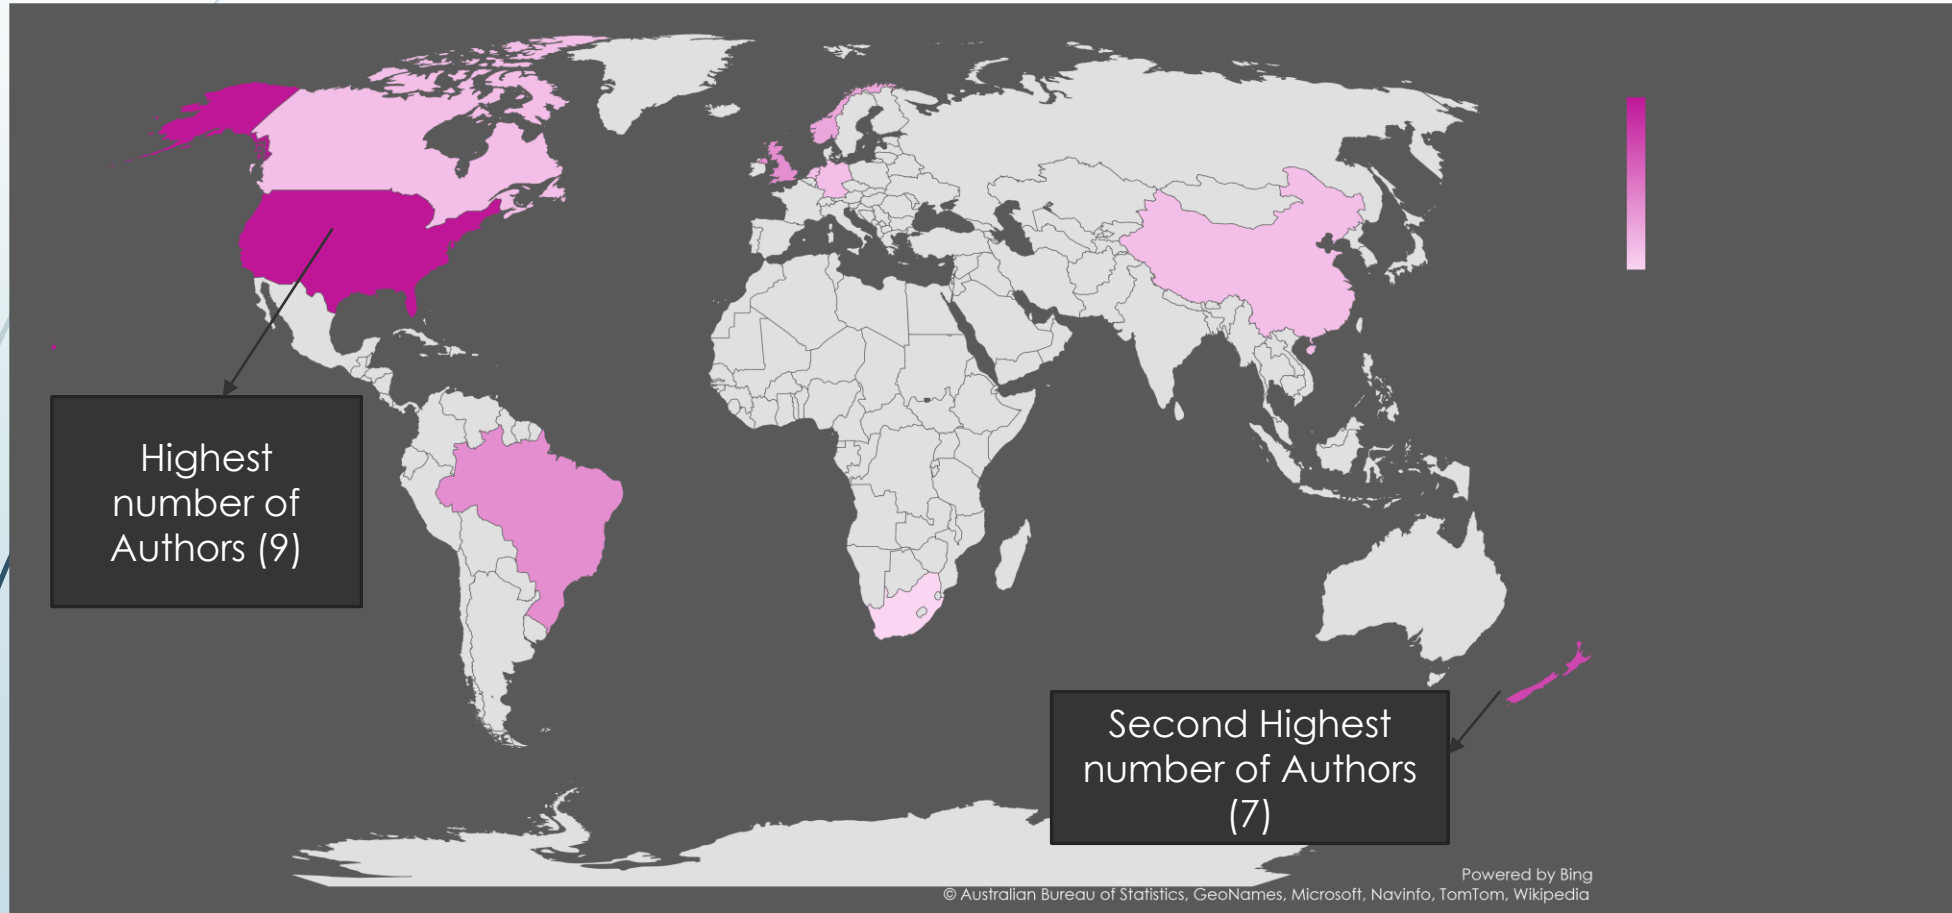 Highest
number of
Authors (9)
Second Highest
number of Authors
(7)
Powered by Bing
© Australian Bureau of Statistics, GeoNames, Microsoft, Navinfo, TomTom, Wikipedia